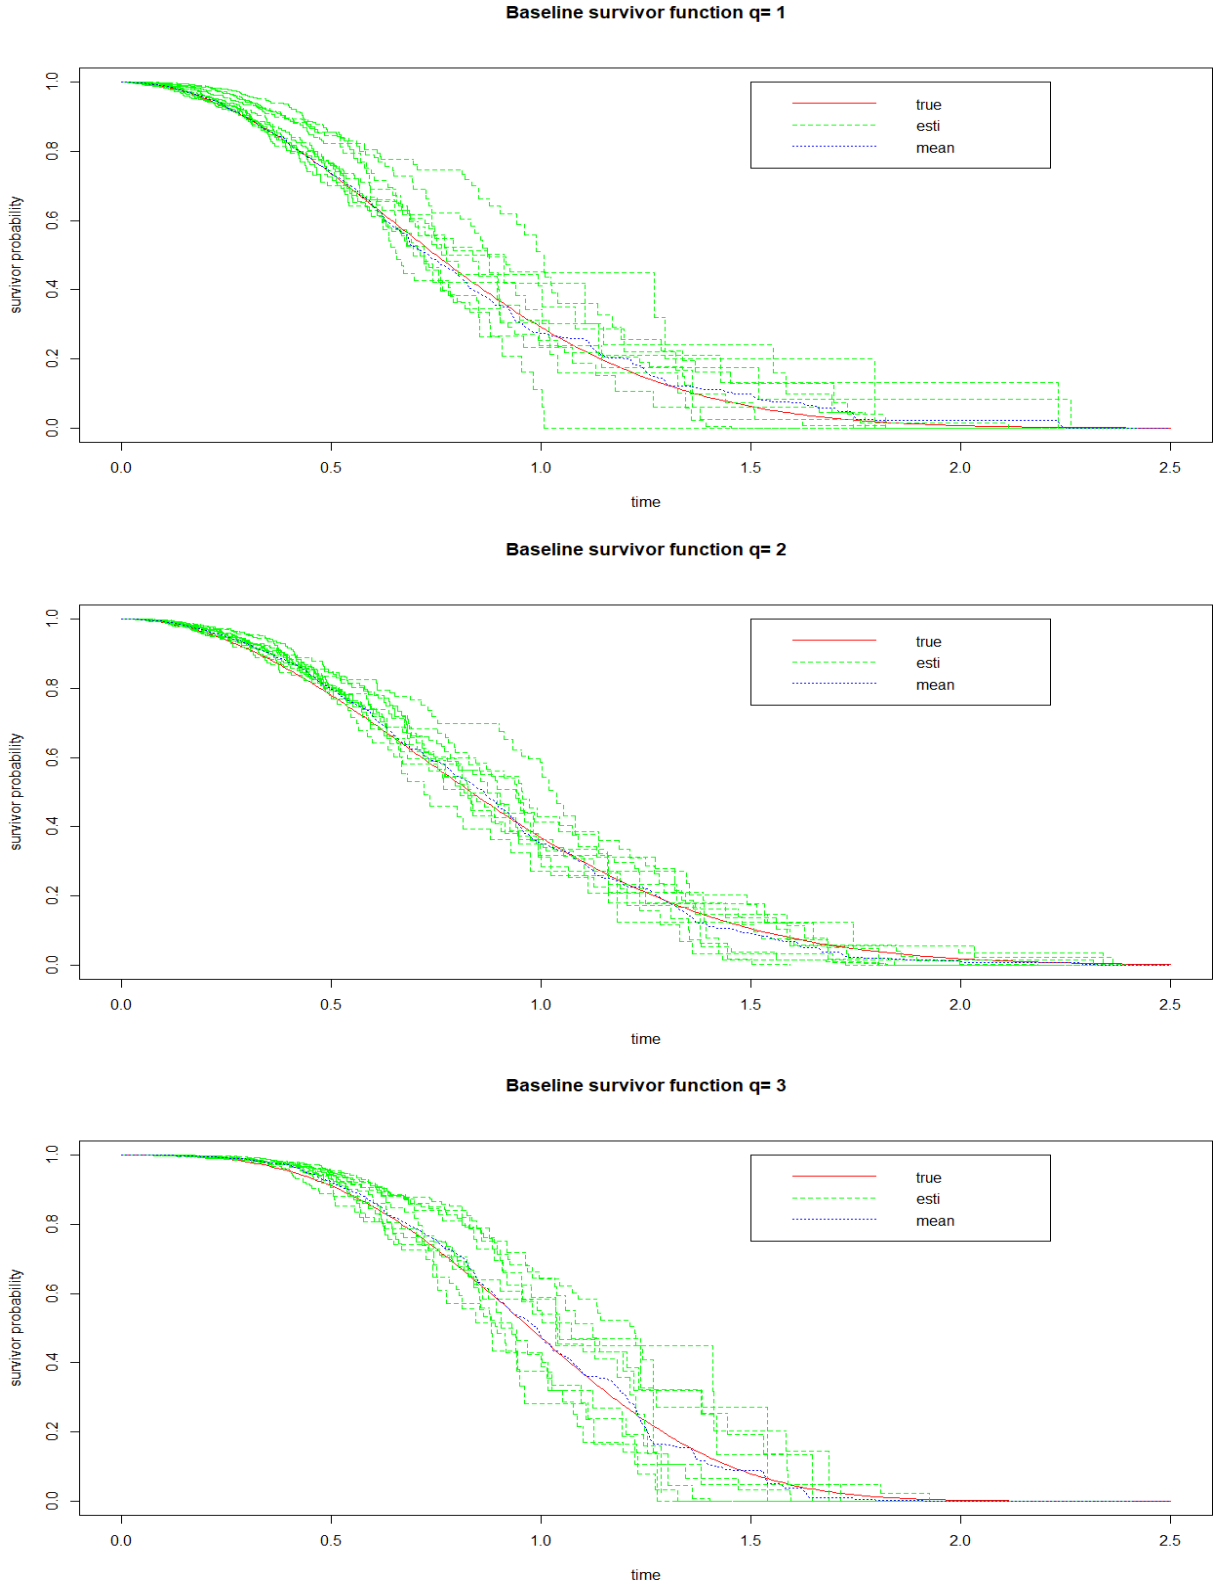 Baseline survivor function q= 1
survivor probability
1.0
0.8
0.6
0.4
0.2
0.0
true
esti
mean
0.0 0.5 1.0 1.5 2.0 2.5
time
Baseline survivor function q= 2
survivor probability
1.0
0.8
0.6
0.4
0.2
0.0
true
esti
mean
0.0 0.5 1.0 1.5 2.0 2.5
time
Baseline survivor function q= 3
survivor probability
1.0
0.8
0.6
0.4
0.2
0.0
true
esti
mean
0.0 0.5 1.0 1.5 2.0 2.5
time